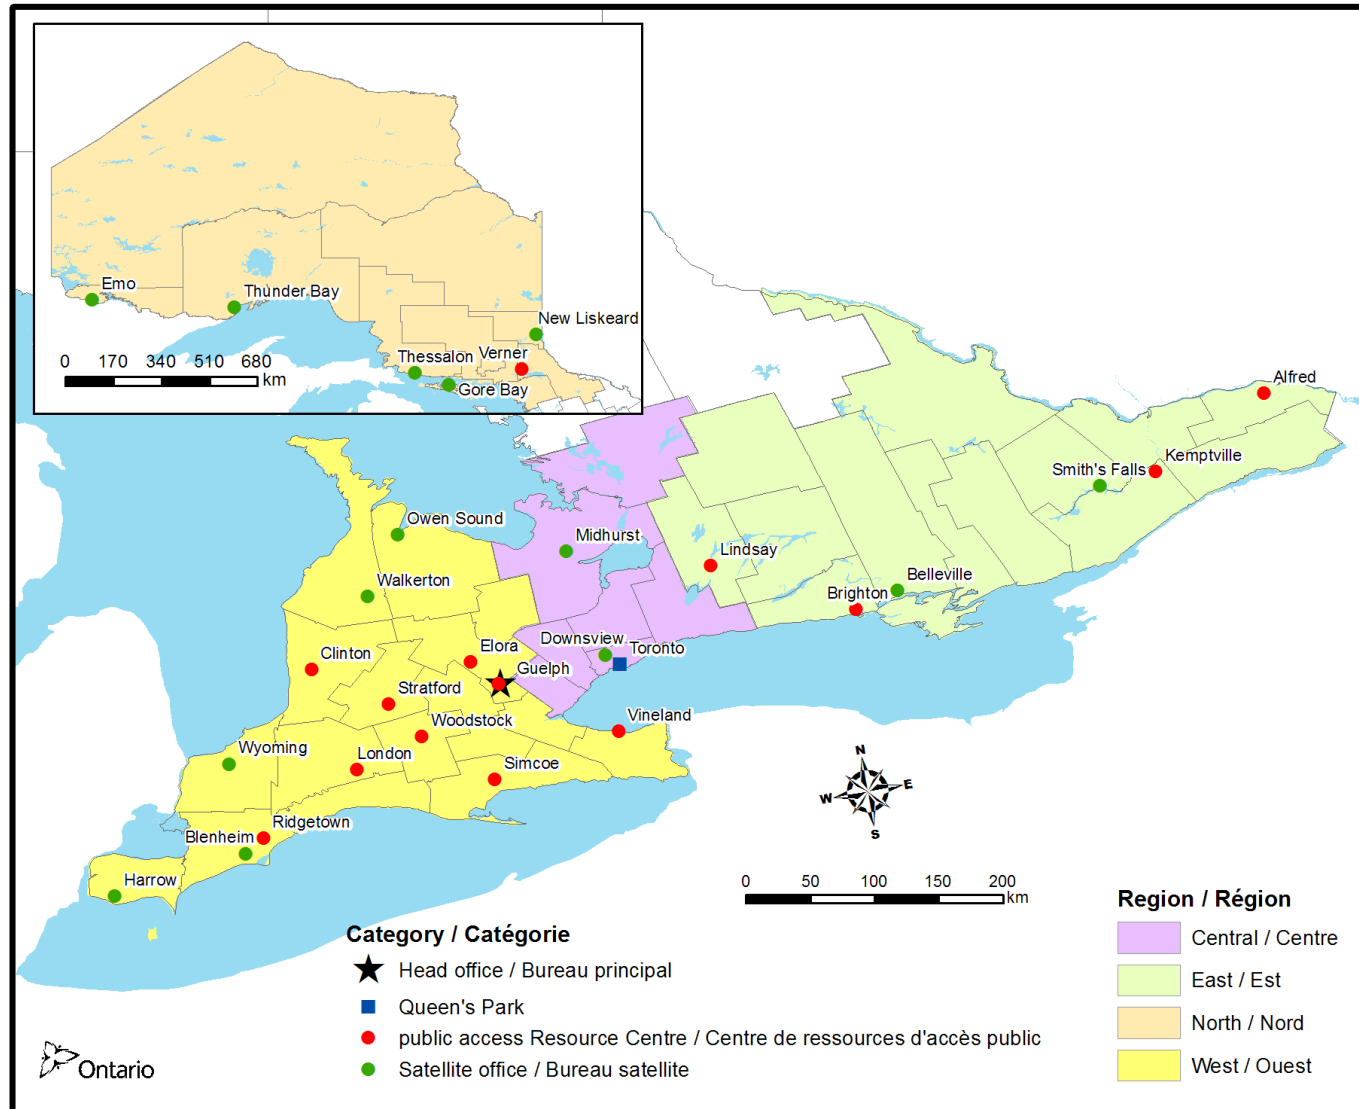 Emo
Thunder Bay
New Liskeard
Thessalon
Verner
Gore Bay
0 170 340 510 680
km
Alfred
Kemptville
Smith's Falls
Owen Sound
Midhurst
Lindsay
Belleville
Walkerton
Brighton
Downsview
Toronto
Elora
Clinton
Guelph
Stratford
Vineland
Woodstock
Wyoming
London
Simcoe
N
W E
S
Ridgetown
Blenheim
Harrow
0 50 100 150 200
km
Region / Région
Central / Centre
East / Est
North / Nord
West / Ouest
Category / Catégorie
Head office / Bureau principal
Queen's Park
public access Resource Centre / Centre de ressources d'accès public
Satellite office / Bureau satellite
Ontario